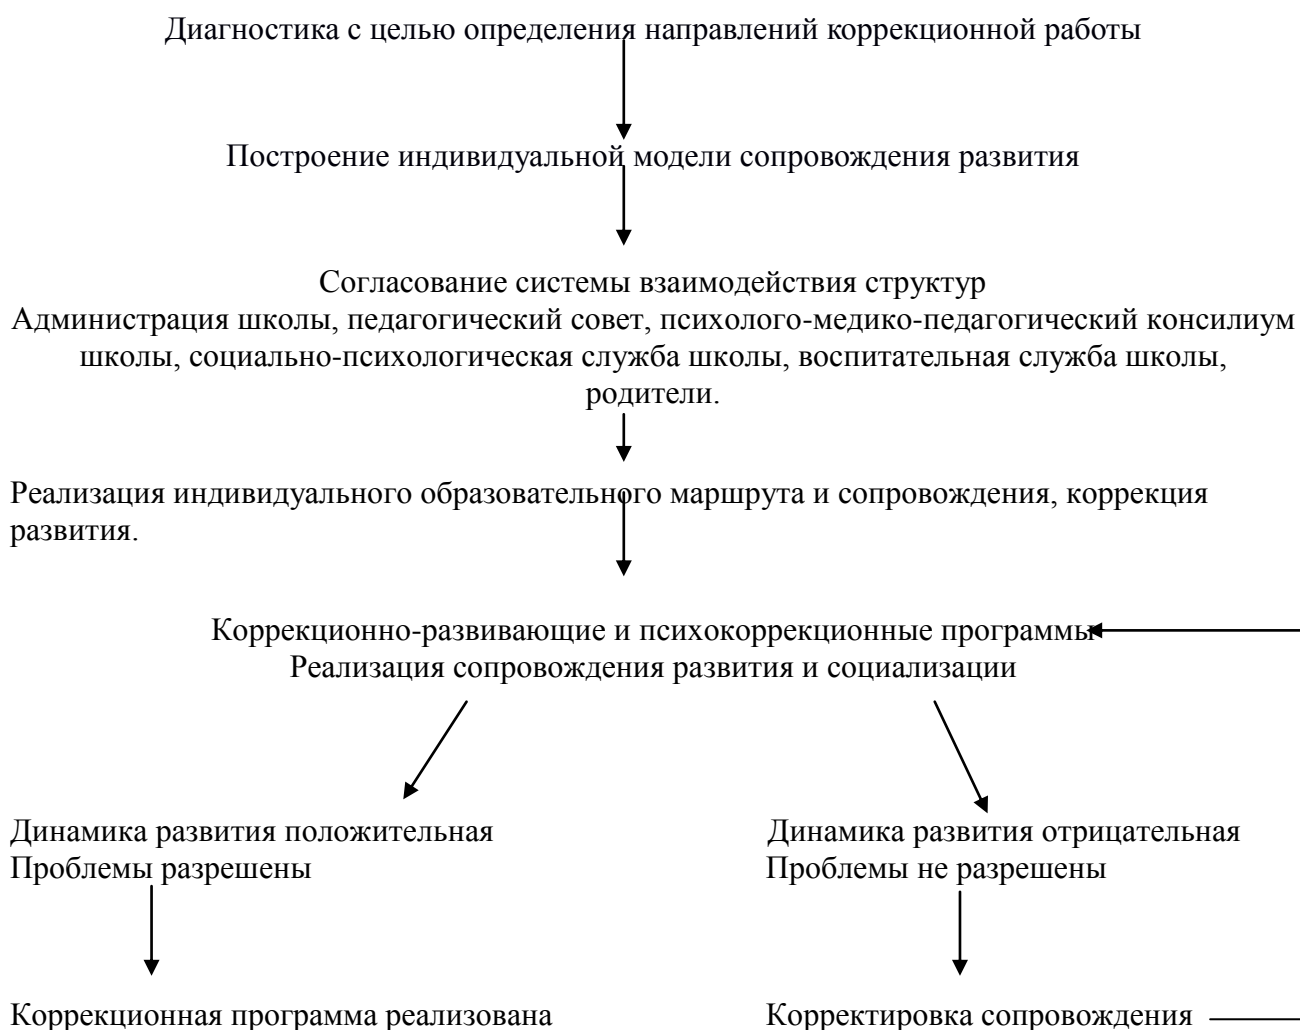 Диагностика с целью определения направлений коррекционной работы
Построение индивидуальной модели сопровождения развития
Согласование системы взаимодействия структур
Администрация школы, педагогический совет, психолого-медико-педагогический консилиум
школы, социально-психологическая служба школы, воспитательная служба школы,
родители.
Реализация индивидуального образовательного маршрута и сопровождения, коррекция
развития.
Коррекционно-развивающие и психокоррекционные программы
Реализация сопровождения развития и социализации
Динамика развития положительная
Проблемы разрешены
Динамика развития отрицательная
Проблемы не разрешены
Коррекционная программа реализована
Корректировка сопровождения